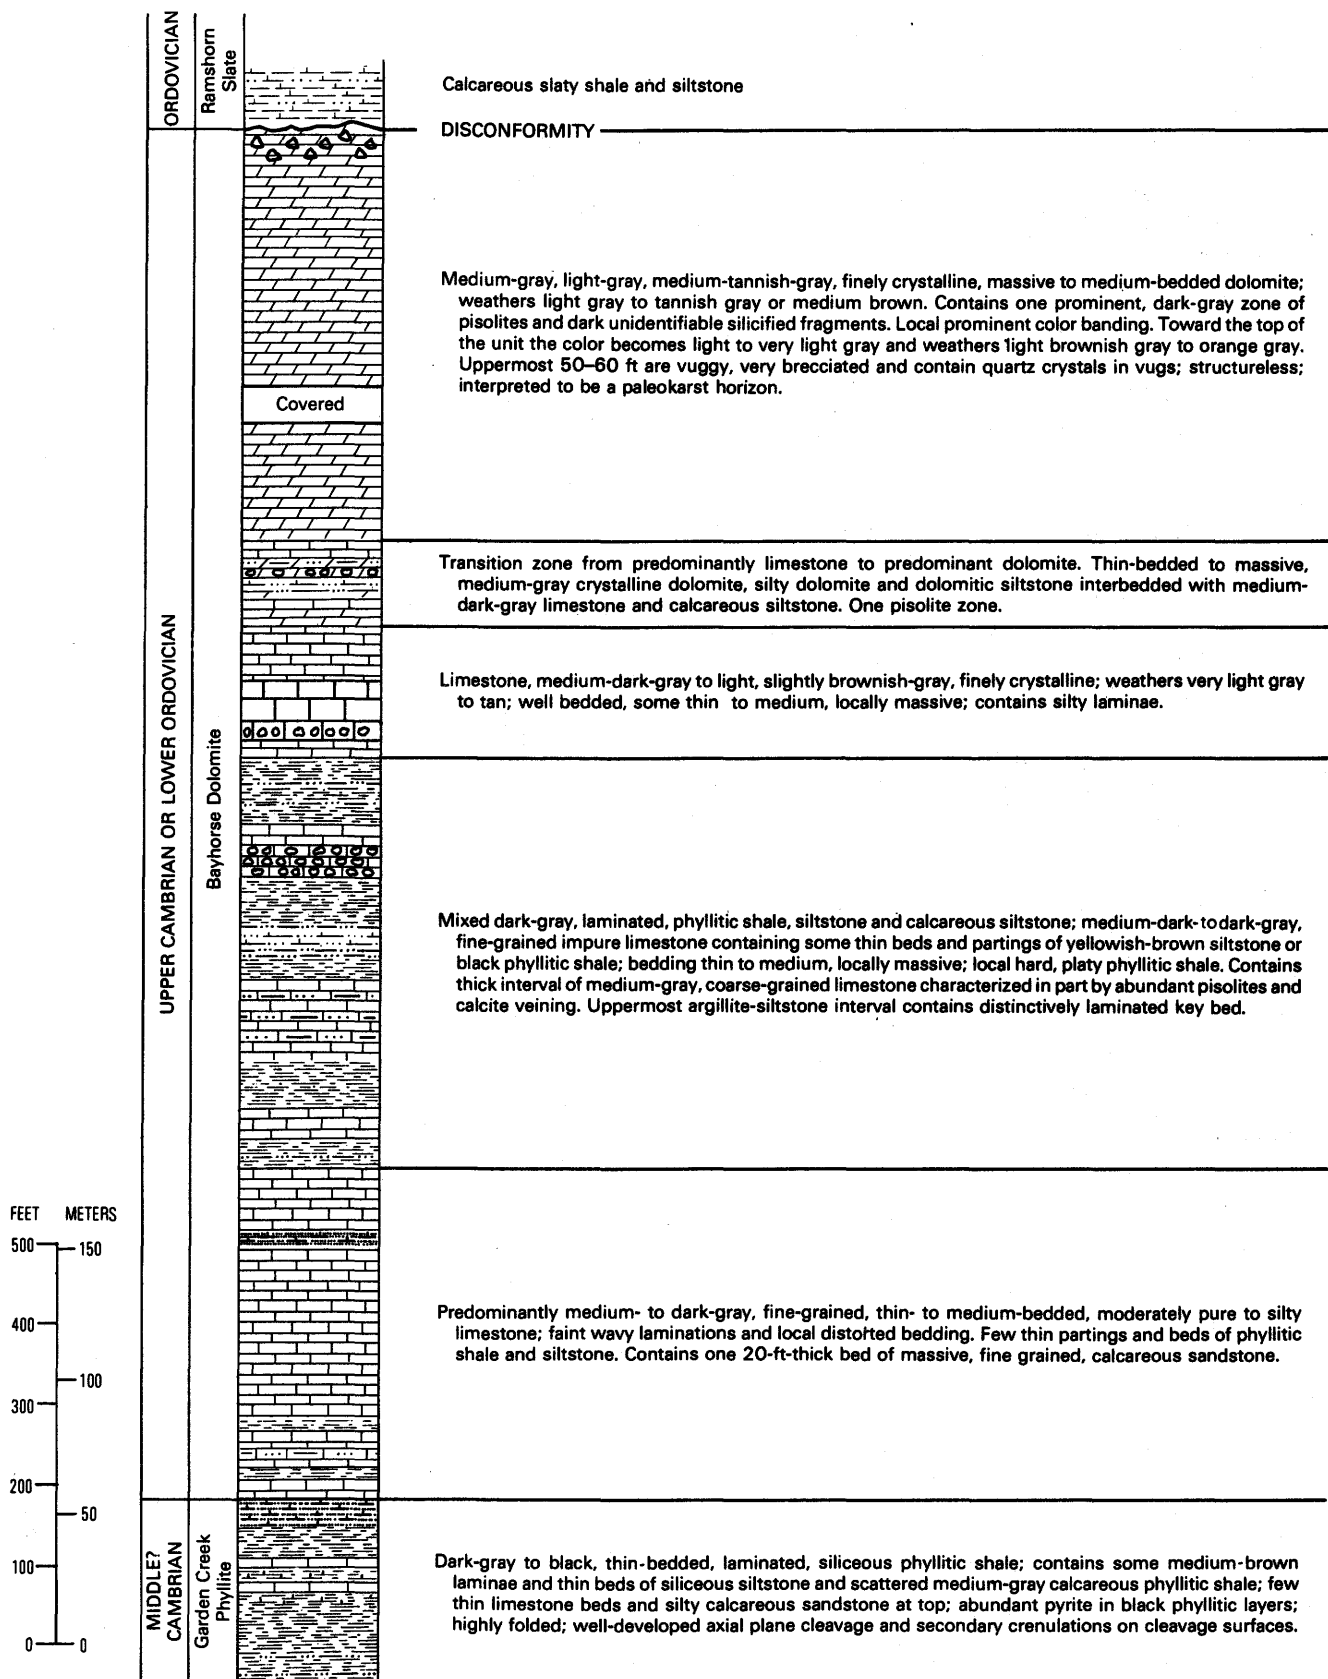 ORDOVICIAN
Ramshorn
Slate
Calcareous slaty shale and siltstone
DISCONFORMITY
UPPER CAMBRIAN OR LOWER ORDOVICIAN
Bayhorse Dolomite
Medium-gray, light-gray, medium-tannish-gray, finely crystalline, massive to medium-bedded dolomite;
weathers light gray to tannish gray or medium brown. Contains one prominent, dark-gray zone of
pisolites and dark unidentifiable silicified fragments. Local prominent color banding. Toward the top of
the unit the color becomes light to very light gray and weathers light brownish gray to orange gray.
Uppermost 50–60 ft are vuggy, very brecciated and contain quartz crystals in vugs; structureless;
interpreted to be a paleokarst horizon.
Covered
Transition zone from predominantly limestone to predominant dolomite. Thin-bedded to massive,
medium-gray crystalline dolomite, silty dolomite and dolomitic siltstone interbedded with medium-
dark-gray limestone and calcareous siltstone. One pisolite zone.
Limestone, medium-dark-gray to light, slightly brownish-gray, finely crystalline; weathers very light gray
to tan; well bedded, some thin to medium, locally massive; contains silty laminae.
Mixed dark-gray, laminated, phyllitic shale, siltstone and calcareous siltstone; medium-dark-to dark-gray,
fine-grained impure limestone containing some thin beds and partings of yellowish-brown siltstone or
black phyllitic shale; bedding thin to medium, locally massive; local hard, platy phyllitic shale. Contains
thick interval of medium-gray, coarse-grained limestone characterized in part by abundant pisolites and
calcite veining. Uppermost argillite-siltstone interval contains distinctively laminated key bed.
FEET METERS
500
150
400
100
300
200
50
100
0
0
Predominantly medium- to dark-gray, fine-grained, thin- to medium-bedded, moderately pure to silty
limestone; faint wavy laminations and local distorted bedding. Few thin partings and beds of phyllitic
shale and siltstone. Contains one 20-ft-thick bed of massive, fine grained, calcareous sandstone.
MIDDLE?
CAMBRIAN
Garden Creek
Phyllite
Dark-gray to black, thin-bedded, laminated, siliceous phyllitic shale; contains some medium-brown
laminae and thin beds of siliceous siltstone and scattered medium-gray calcareous phyllitic shale; few
thin limestone beds and silty calcareous sandstone at top; abundant pyrite in black phyllitic layers;
highly folded; well-developed axial plane cleavage and secondary crenulations on cleavage surfaces.